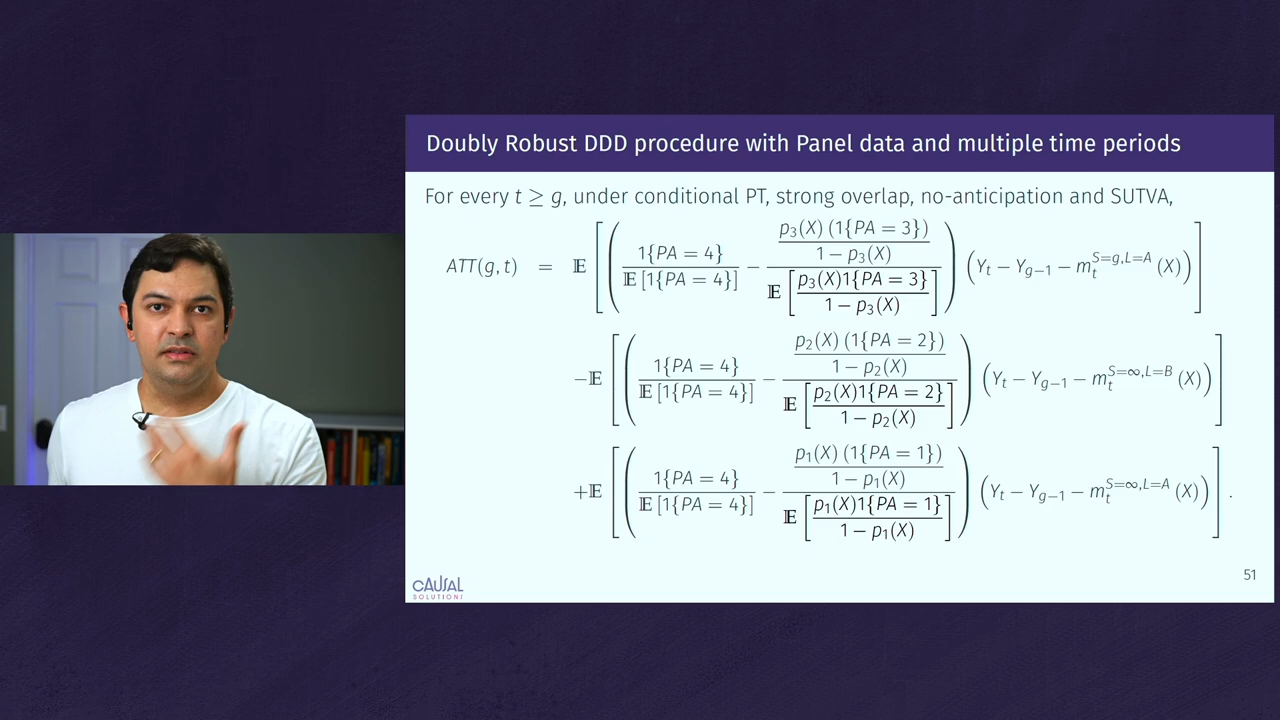 Doubly Robust DDD procedure with Panel data and multiple time periods
For every t ≥ g, under conditional PT, strong overlap, no-anticipation and SUTVA,
ATT(g, t) = 𝔼 [ ( 1{PA = 4} / 𝔼 [1{PA = 4}] − (p₃(X) (1{PA = 3}) / 1 − p₃(X)) / 𝔼 [ p₃(X)1{PA = 3} / 1 − p₃(X) ] ) ( Y_t − Y_{g−1} − m_t^{S=g,L=A} (X) ) ]
−𝔼 [ ( 1{PA = 4} / 𝔼 [1{PA = 4}] − (p₂(X) (1{PA = 2}) / 1 − p₂(X)) / 𝔼 [ p₂(X)1{PA = 2} / 1 − p₂(X) ] ) ( Y_t − Y_{g−1} − m_t^{S=∞,L=B} (X) ) ]
+𝔼 [ ( 1{PA = 4} / 𝔼 [1{PA = 4}] − (p₁(X) (1{PA = 1}) / 1 − p₁(X)) / 𝔼 [ p₁(X)1{PA = 1} / 1 − p₁(X) ] ) ( Y_t − Y_{g−1} − m_t^{S=∞,L=A} (X) ) ] .
51
CAUSAL
SOLUTIONS